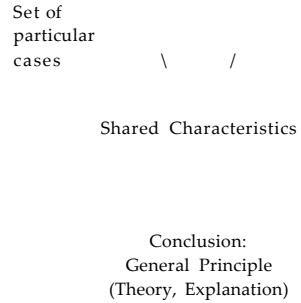 Set of
particular
cases \ /
Shared Characteristics
Conclusion:
General Principle
(Theory, Explanation)